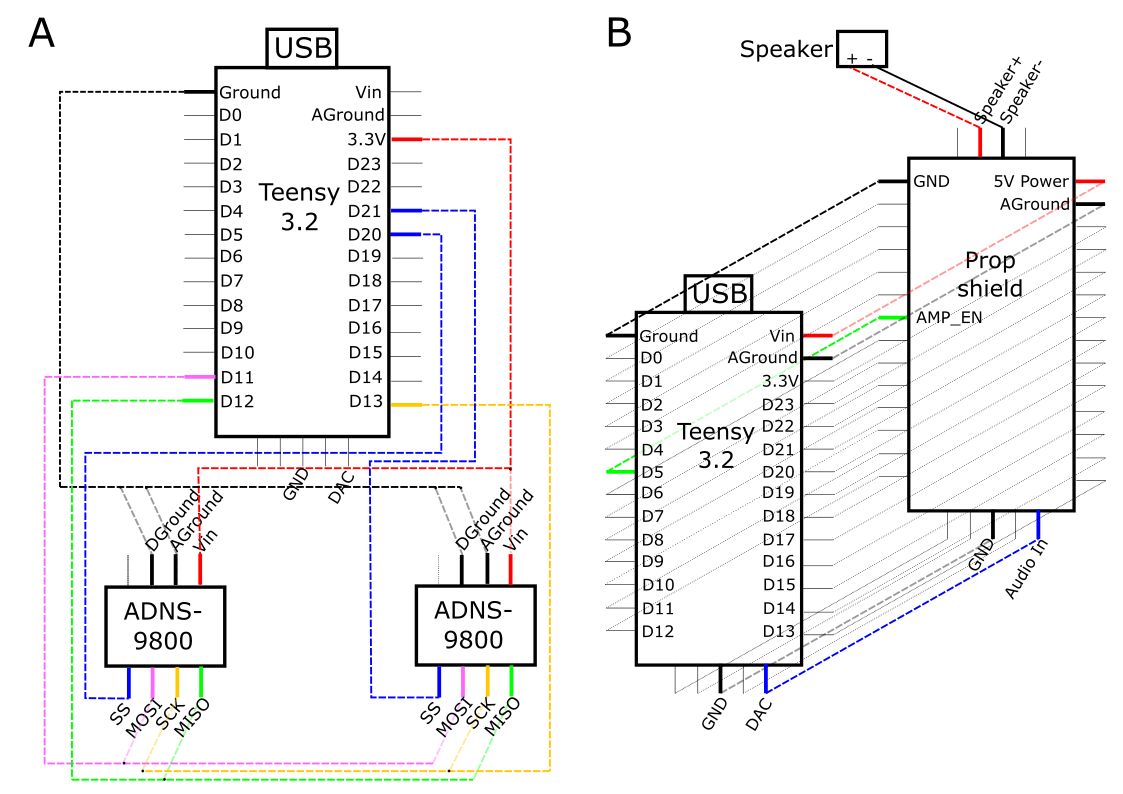 A
USB
Ground
D0
D1
D2
D3
D4
D5
D6
D7
D8
D9
D10
D11
D12
Teensy
3.2
Vin
AGround
3.3V
D23
D22
D21
D20
D19
D18
D17
D16
D15
D14
D13
GND
DAC
DGround
AGround
Vin
ADNS-
9800
SS
MOSI
SCK
MISO
DGround
AGround
Vin
ADNS-
9800
SS
MOSI
SCK
MISO
B
Speaker
+ -
Speaker+
Speaker-
GND
5V Power
AGround
Prop
shield
AMP_EN
GND
Audio In
USB
Ground
D0
D1
D2
D3
D4
D5
D6
D7
D8
D9
D10
D11
D12
Teensy
3.2
Vin
AGround
3.3V
D23
D22
D21
D20
D19
D18
D17
D16
D15
D14
D13
GND
DAC